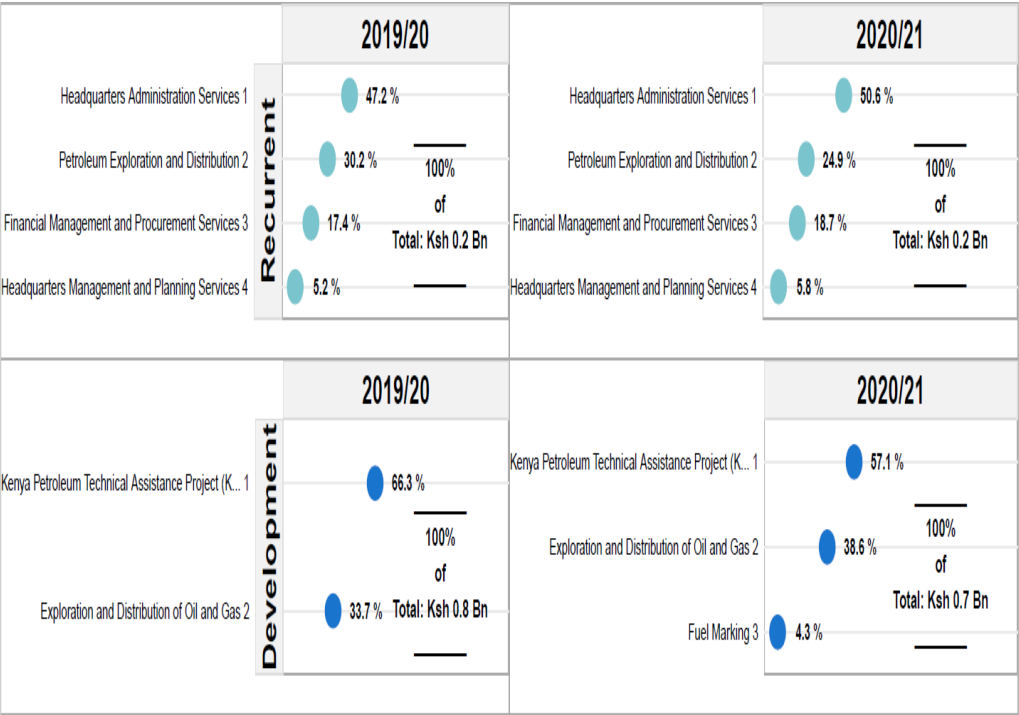 2019/20
Recurrent
Headquarters Administration Services 1
47.2 %
Petroleum Exploration and Distribution 2
30.2 %
Financial Management and Procurement Services 3
17.4 %
Headquarters Management and Planning Services 4
5.2 %
100%
of
Total: Ksh 0.2 Bn
2020/21
Headquarters Administration Services 1
50.6 %
Petroleum Exploration and Distribution 2
24.9 %
Financial Management and Procurement Services 3
18.7 %
Headquarters Management and Planning Services 4
5.8 %
100%
of
Total: Ksh 0.2 Bn
2019/20
Development
Kenya Petroleum Technical Assistance Project (K... 1
66.3 %
Exploration and Distribution of Oil and Gas 2
33.7 %
100%
of
Total: Ksh 0.8 Bn
2020/21
Kenya Petroleum Technical Assistance Project (K... 1
57.1 %
Exploration and Distribution of Oil and Gas 2
38.6 %
Fuel Marking 3
4.3 %
100%
of
Total: Ksh 0.7 Bn